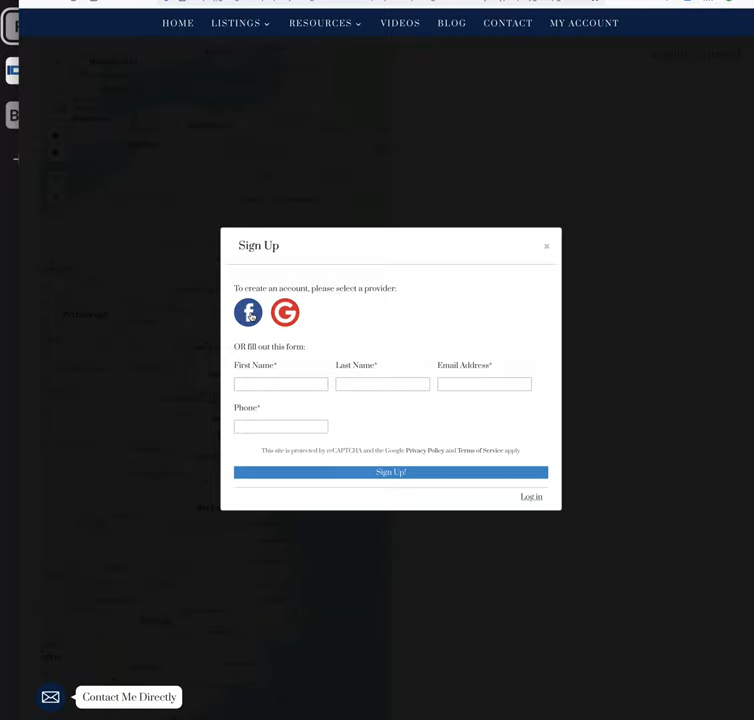 HOME LISTINGS RESOURCES VIDEOS BLOG CONTACT MY ACCOUNT
Sign Up
To create an account, please select a provider:
OR fill out this form:
First Name* Last Name* Email Address*
Phone*
This site is protected by reCAPTCHA and the Google Privacy Policy and Terms of Service apply
Sign Up!
Log in
Contact Me Directly